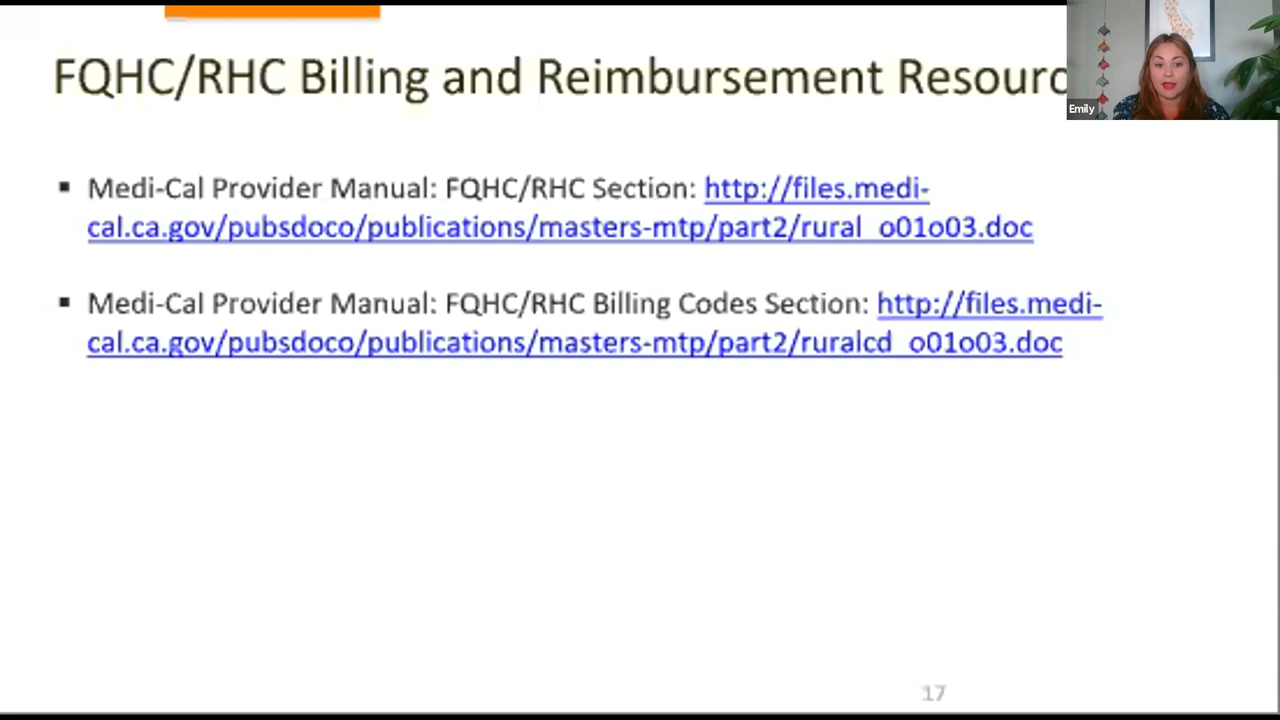 FQHC/RHC Billing and Reimbursement Resourc
Emily
▪ Medi-Cal Provider Manual: FQHC/RHC Section: http://files.medi-
cal.ca.gov/pubsdoco/publications/masters-mtp/part2/rural_o01o03.doc
▪ Medi-Cal Provider Manual: FQHC/RHC Billing Codes Section: http://files.medi-
cal.ca.gov/pubsdoco/publications/masters-mtp/part2/ruralcd_o01o03.doc
17